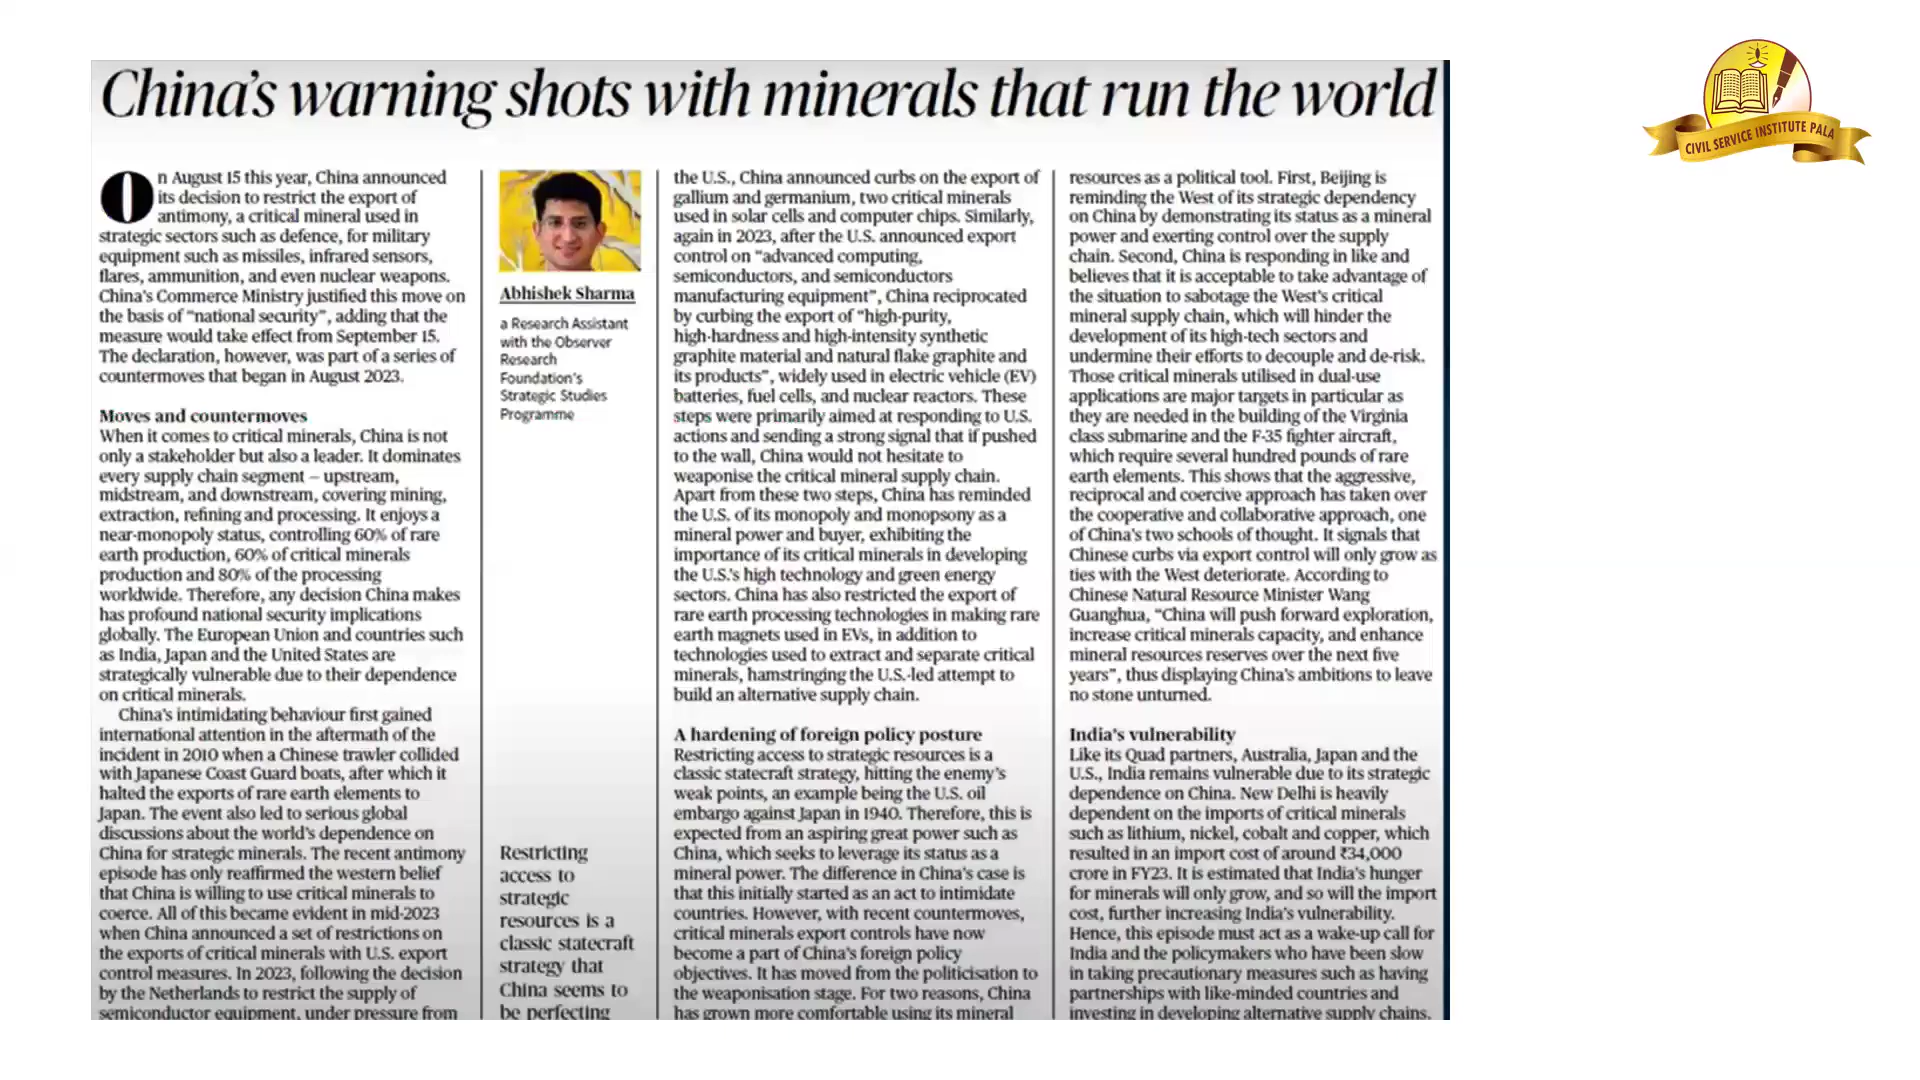 China's warning shots with minerals that run the world
CIVIL SERVICE INSTITUTE PALA
On August 15 this year, China announced
its decision to restrict the export of
antimony, a critical mineral used in
strategic sectors such as defence, for military
equipment such as missiles, infrared sensors,
flares, ammunition, and even nuclear weapons.
China's Commerce Ministry justified this move on
the basis of "national security", adding that the
measure would take effect from September 15.
The declaration, however, was part of a series of
countermoves that began in August 2023.
Moves and countermoves
When it comes to critical minerals, China is not
only a stakeholder but also a leader. It dominates
every supply chain segment – upstream,
midstream, and downstream, covering mining,
extraction, refining and processing. It enjoys a
near-monopoly status, controlling 60% of rare
earth production, 60% of critical minerals
production and 80% of the processing
worldwide. Therefore, any decision China makes
has profound national security implications
globally. The European Union and countries such
as India, Japan and the United States are
strategically vulnerable due to their dependence
on critical minerals.
China's intimidating behaviour first gained
international attention in the aftermath of the
incident in 2010 when a Chinese trawler collided
with Japanese Coast Guard boats, after which it
halted the exports of rare earth elements to
Japan. The event also led to serious global
discussions about the world's dependence on
China for strategic minerals. The recent antimony
episode has only reaffirmed the western belief
that China is willing to use critical minerals to
coerce. All of this became evident in mid-2023
when China announced a set of restrictions on
the exports of critical minerals with U.S. export
control measures. In 2023, following the decision
by the Netherlands to restrict the supply of
semiconductor equipment, under pressure from
Abhishek Sharma
a Research Assistant
with the Observer
Research
Foundation's
Strategic Studies
Programme
Restricting
access to
strategic
resources is a
classic statecraft
strategy that
China seems to
be perfecting
the U.S., China announced curbs on the export of
gallium and germanium, two critical minerals
used in solar cells and computer chips. Similarly,
again in 2023, after the U.S. announced export
control on "advanced computing,
semiconductors, and semiconductors
manufacturing equipment", China reciprocated
by curbing the export of "high-purity,
high-hardness and high-intensity synthetic
graphite material and natural flake graphite and
its products", widely used in electric vehicle (EV)
batteries, fuel cells, and nuclear reactors. These
steps were primarily aimed at responding to U.S.
actions and sending a strong signal that if pushed
to the wall, China would not hesitate to
weaponise the critical mineral supply chain.
Apart from these two steps, China has reminded
the U.S. of its monopoly and monopsony as a
mineral power and buyer, exhibiting the
importance of its critical minerals in developing
the U.S.'s high technology and green energy
sectors. China has also restricted the export of
rare earth processing technologies in making rare
earth magnets used in EVs, in addition to
technologies used to extract and separate critical
minerals, hamstringing the U.S.-led attempt to
build an alternative supply chain.
A hardening of foreign policy posture
Restricting access to strategic resources is a
classic statecraft strategy, hitting the enemy's
weak points, an example being the U.S. oil
embargo against Japan in 1940. Therefore, this is
expected from an aspiring great power such as
China, which seeks to leverage its status as a
mineral power. The difference in China's case is
that this initially started as an act to intimidate
countries. However, with recent countermoves,
critical minerals export controls have now
become a part of China's foreign policy
objectives. It has moved from the politicisation to
the weaponisation stage. For two reasons, China
has grown more comfortable using its mineral
resources as a political tool. First, Beijing is
reminding the West of its strategic dependency
on China by demonstrating its status as a mineral
power and exerting control over the supply
chain. Second, China is responding in like and
believes that it is acceptable to take advantage of
the situation to sabotage the West's critical
mineral supply chain, which will hinder the
development of its high-tech sectors and
undermine their efforts to decouple and de-risk.
Those critical minerals utilised in dual-use
applications are major targets in particular as
they are needed in the building of the Virginia
class submarine and the F-35 fighter aircraft,
which require several hundred pounds of rare
earth elements. This shows that the aggressive,
reciprocal and coercive approach has taken over
the cooperative and collaborative approach, one
of China's two schools of thought. It signals that
Chinese curbs via export control will only grow as
ties with the West deteriorate. According to
Chinese Natural Resource Minister Wang
Guanghua, "China will push forward exploration,
increase critical minerals capacity, and enhance
mineral resources reserves over the next five
years", thus displaying China's ambitions to leave
no stone unturned.
India's vulnerability
Like its Quad partners, Australia, Japan and the
U.S., India remains vulnerable due to its strategic
dependence on China. New Delhi is heavily
dependent on the imports of critical minerals
such as lithium, nickel, cobalt and copper, which
resulted in an import cost of around ₹34,000
crore in FY23. It is estimated that India's hunger
for minerals will only grow, and so will the import
cost, further increasing India's vulnerability.
Hence, this episode must act as a wake-up call for
India and the policymakers who have been slow
in taking precautionary measures such as having
partnerships with like-minded countries and
investing in developing alternative supply chains.